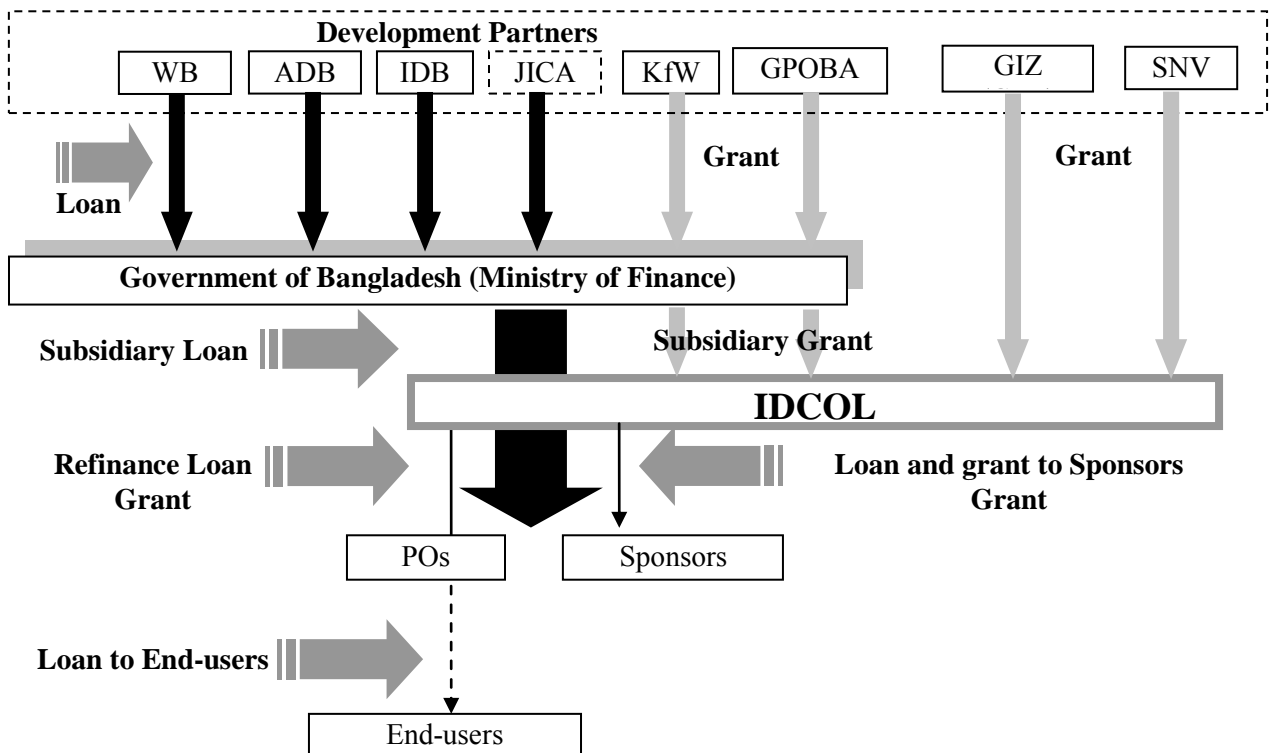 Development Partners
WB
ADB
IDB
JICA
KfW
GPOBA
GIZ
SNV
Loan
Grant
Grant
Government of Bangladesh (Ministry of Finance)
Subsidiary Loan
Subsidiary Grant
IDCOL
Refinance Loan
Grant
Loan and grant to Sponsors
Grant
POs
Sponsors
Loan to End-users
End-users